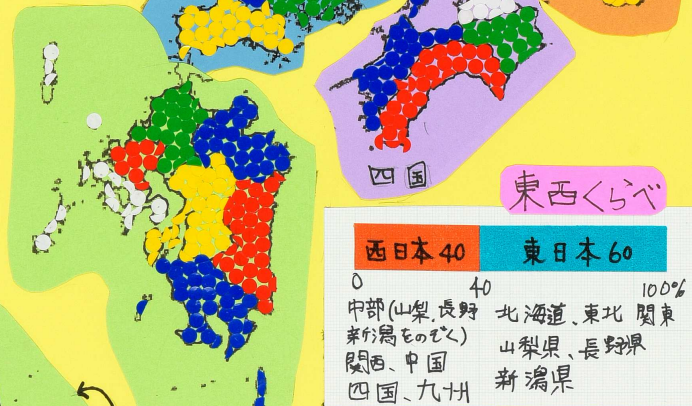 四国
東西くらべ
西日本40 東日本60
0 40 100%
中部(山梨、長野
新潟をのぞく)
関西、中国
四国、九州
北海道、東北 関東
山梨県、長野県
新潟県